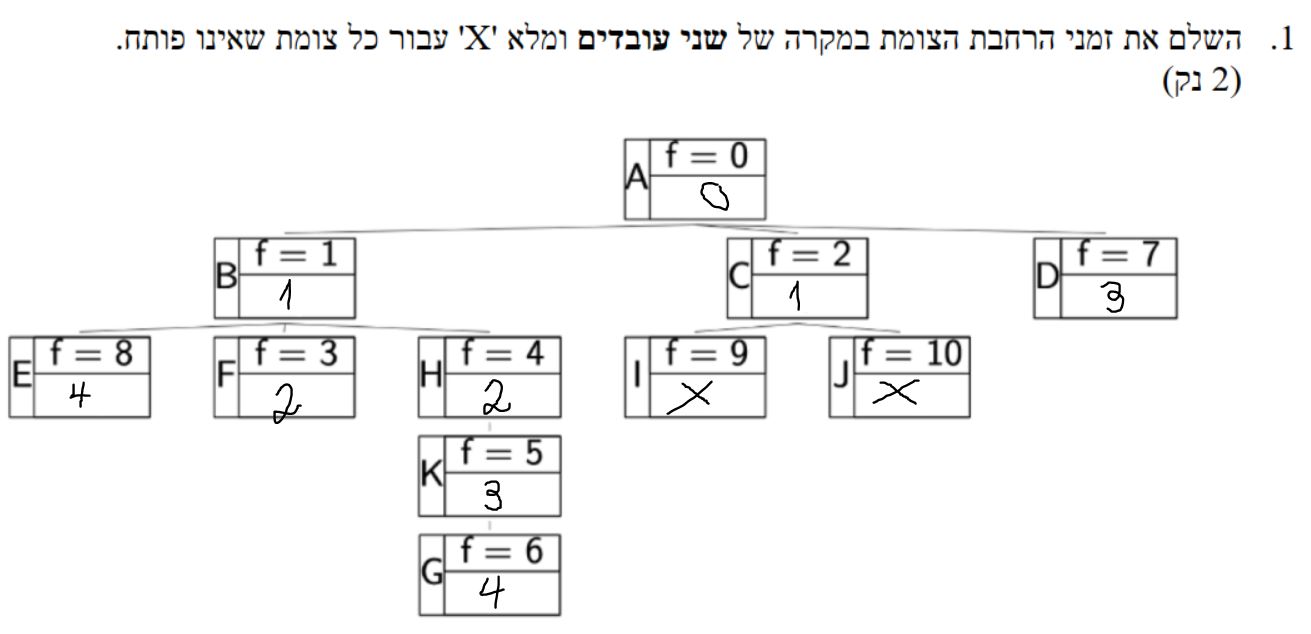 1. השלם את זמני הרחבת הצומת במקרה של שני עובדים ומלא 'X' עבור כל צומת שאינו פותח.
(2 נק)
A f = 0
0
B f = 1 C f = 2 D f = 7
1 1 3
E f = 8 F f = 3 H f = 4 I f = 9 J f = 10
4 2 2 X X
K f = 5
3
G f = 6
4